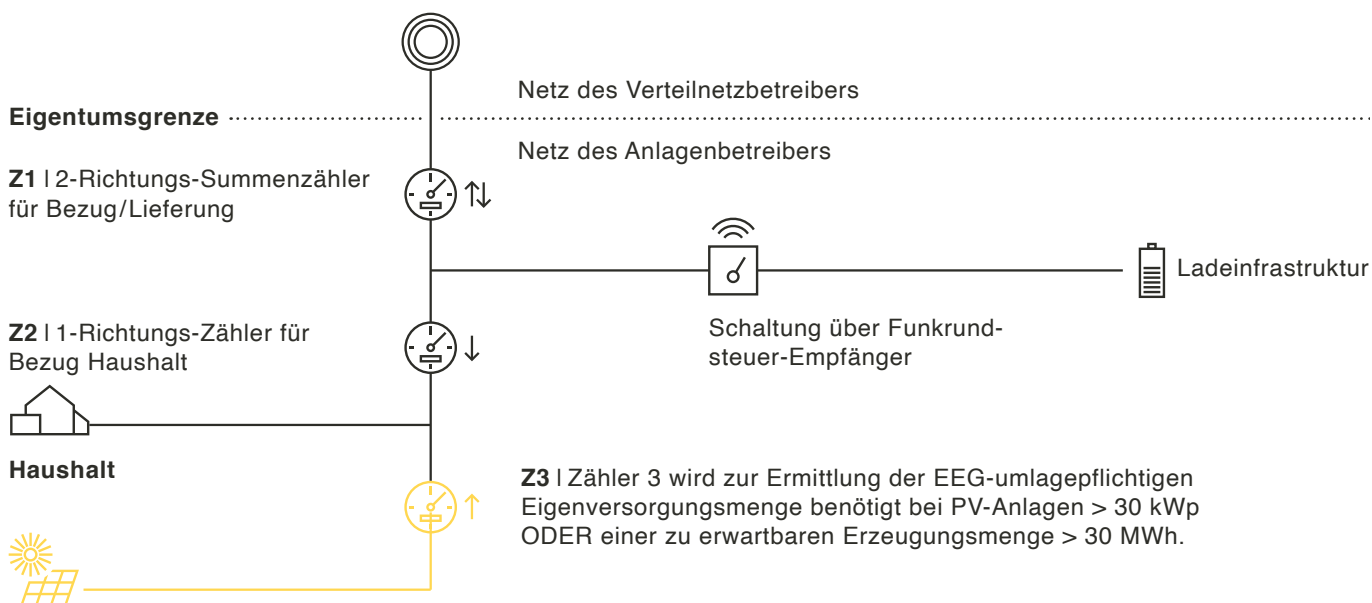 Netz des Verteilnetzbetreibers
Eigentumsgrenze
Netz des Anlagenbetreibers
Z1 | 2-Richtungs-Summenzähler
für Bezug/Lieferung
Ladeinfrastruktur
Schaltung über Funkrund-
steuer-Empfänger
Z2 | 1-Richtungs-Zähler für
Bezug Haushalt
Haushalt
Z3 | Zähler 3 wird zur Ermittlung der EEG-umlagepflichtigen
Eigenversorgungsmenge benötigt bei PV-Anlagen > 30 kWp
ODER einer zu erwartbaren Erzeugungsmenge > 30 MWh.